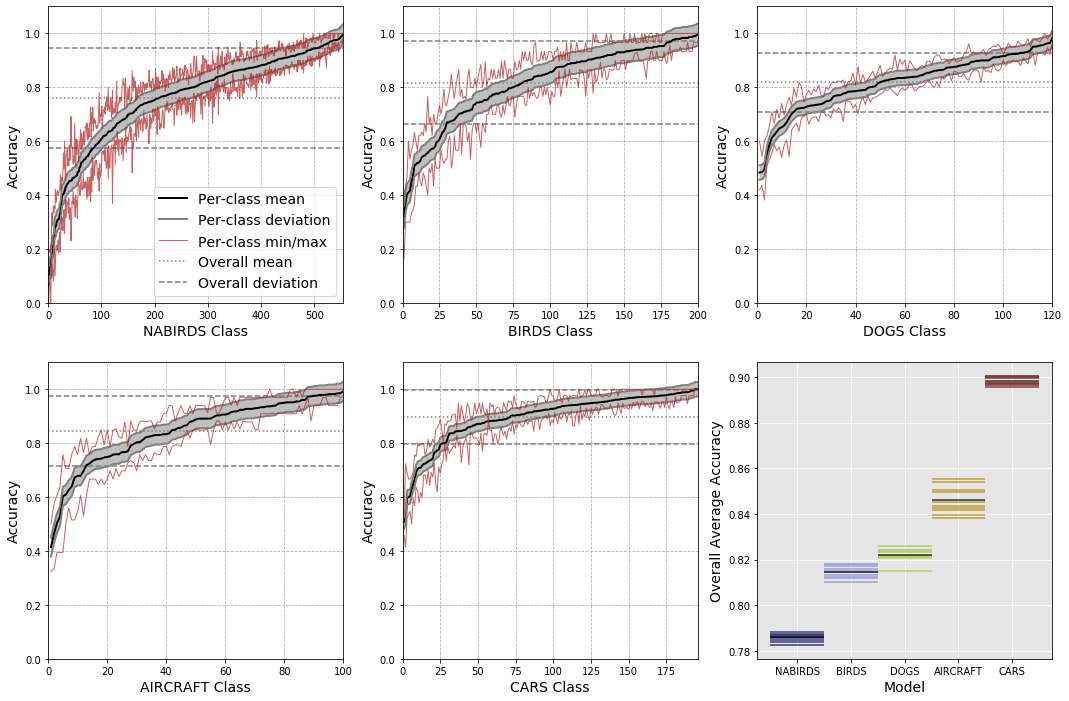 1.0
0.8
0.6
0.4
0.2
0.0
Accuracy
0 100 200 300 400 500
NABIRDS Class
Per-class mean
Per-class deviation
Per-class min/max
Overall mean
Overall deviation
1.0
0.8
0.6
0.4
0.2
0.0
Accuracy
0 25 50 75 100 125 150 175 200
BIRDS Class
1.0
0.8
0.6
0.4
0.2
0.0
Accuracy
0 20 40 60 80 100 120
DOGS Class
1.0
0.8
0.6
0.4
0.2
0.0
Accuracy
0 20 40 60 80 100
AIRCRAFT Class
1.0
0.8
0.6
0.4
0.2
0.0
Accuracy
0 25 50 75 100 125 150 175
CARS Class
0.90
0.88
0.86
0.84
0.82
0.80
0.78
Overall Average Accuracy
NABIRDS BIRDS DOGS AIRCRAFT CARS
Model